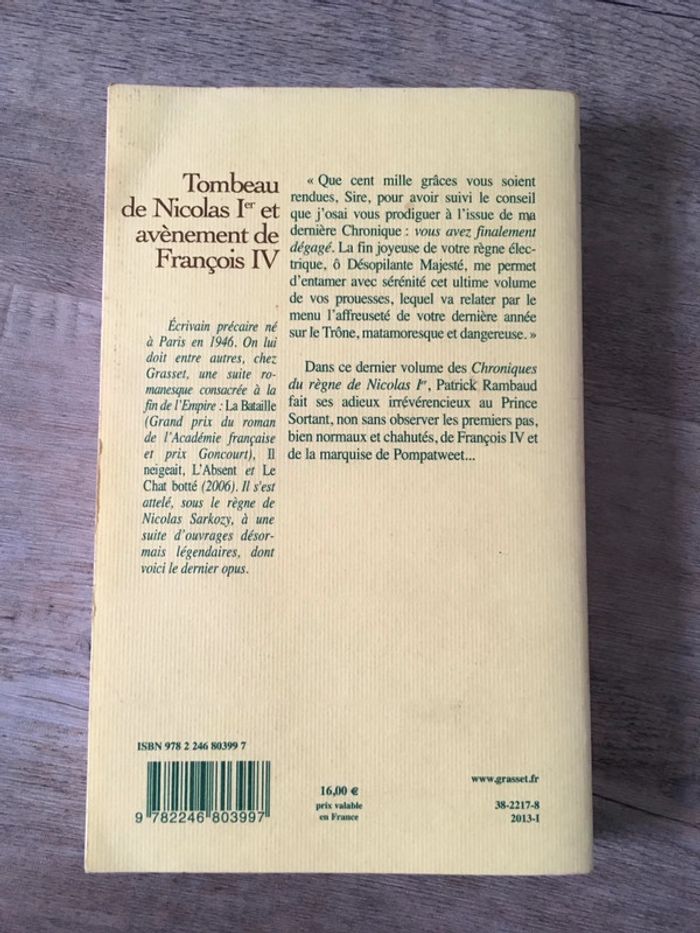 Tombeau
de Nicolas Ier et
avènement de
François IV
Écrivain précaire né
à Paris en 1946. On lui
doit entre autres, chez
Grasset, une suite ro-
manesque consacrée à la
fin de l'Empire : La Bataille
(Grand prix du roman
de l'Académie française
et prix Goncourt), Il
neigeait, L'Absent et Le
Chat botté (2006). Il s'est
attelé, sous le règne de
Nicolas Sarkozy, à une
suite d'ouvrages désor-
mais légendaires, dont
voici le dernier opus.
« Que cent mille grâces vous soient
rendues, Sire, pour avoir suivi le conseil
que j'osai vous prodiguer à l'issue de ma
dernière Chronique : vous avez finalement
dégagé. La fin joyeuse de votre règne élec-
trique, ô Désopilante Majesté, me permet
d'entamer avec sérénité cet ultime volume
de vos prouesses, lequel va relater par le
menu l'affreuseté de votre dernière année
sur le Trône, matamoresque et dangereuse. »
Dans ce dernier volume des Chroniques
du règne de Nicolas Ier, Patrick Rambaud
fait ses adieux irrévérencieux au Prince
Sortant, non sans observer les premiers pas,
bien normaux et chahutés, de François IV et
de la marquise de Pompatweet...
ISBN 978 2 246 80399 7
9 782246 803997
16,00 €
prix valable
en France
www.grasset.fr
38-2217-8
2013-I